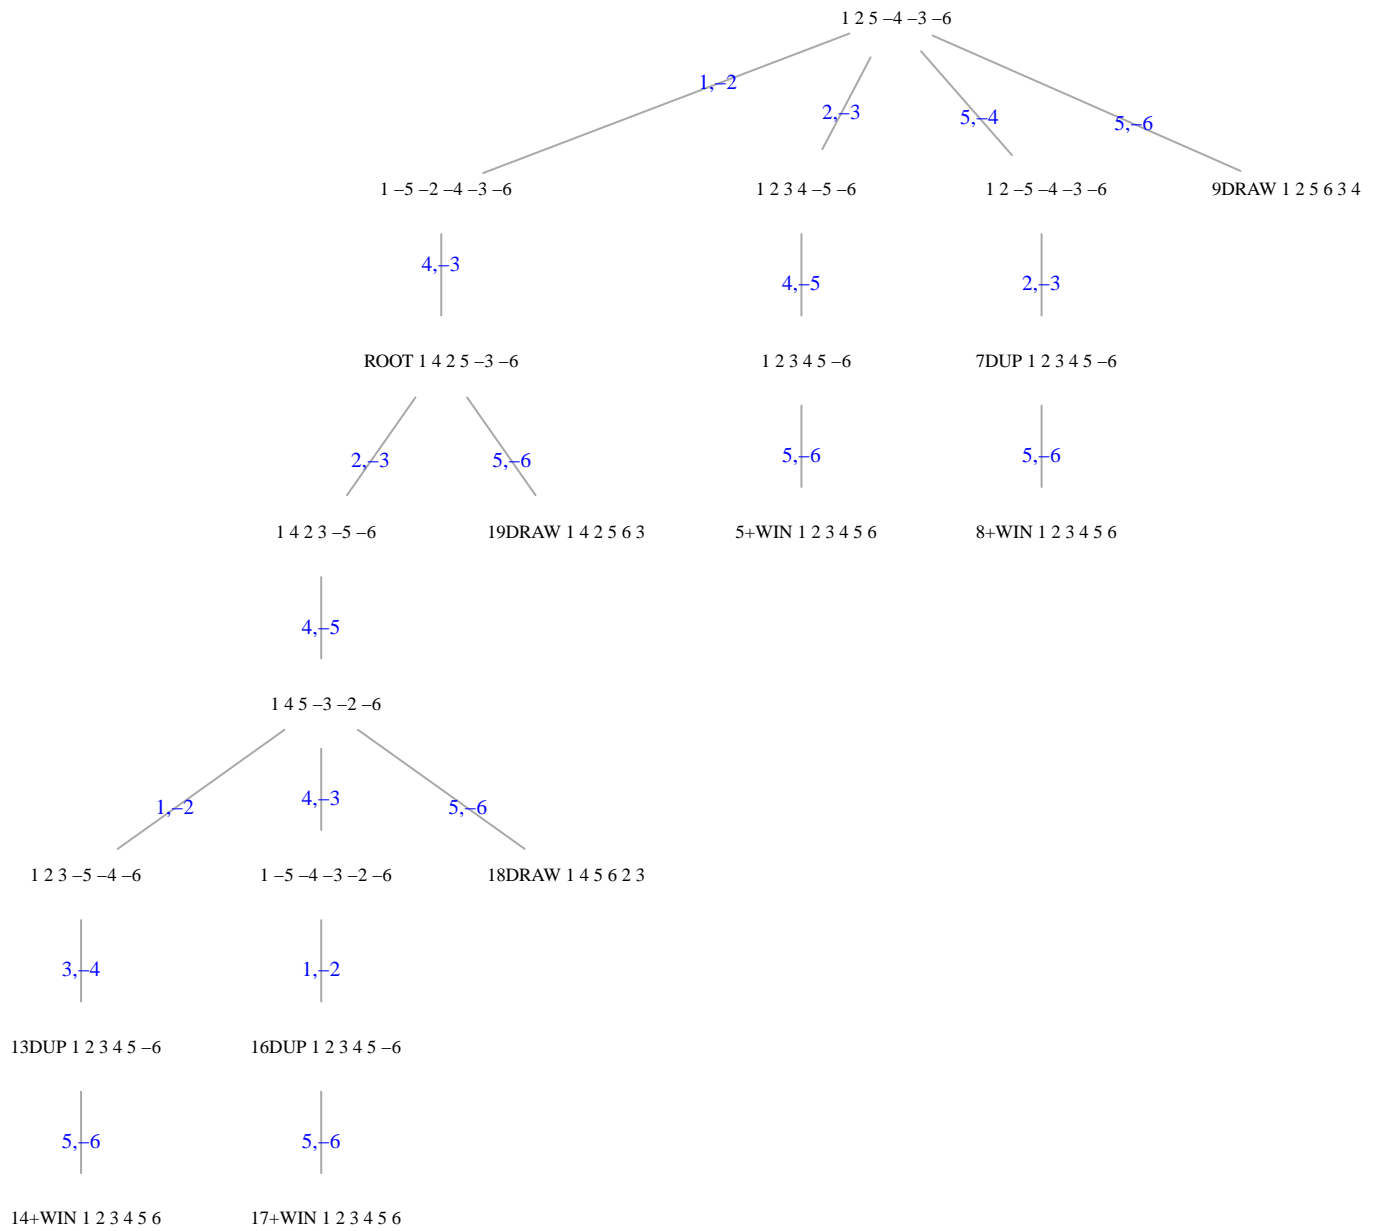 1 2 5 –4 –3 –6
1,–2
2,–3
5,–4
5,–6
1 –5 –2 –4 –3 –6
1 2 3 4 –5 –6
1 2 –5 –4 –3 –6
9DRAW 1 2 5 6 3 4
4,–3
4,–5
2,–3
ROOT 1 4 2 5 –3 –6
1 2 3 4 5 –6
7DUP 1 2 3 4 5 –6
2,–3
5,–6
5,–6
5,–6
1 4 2 3 –5 –6
19DRAW 1 4 2 5 6 3
5+WIN 1 2 3 4 5 6
8+WIN 1 2 3 4 5 6
4,–5
1 4 5 –3 –2 –6
1,–2
4,–3
5,–6
1 2 3 –5 –4 –6
1 –5 –4 –3 –2 –6
18DRAW 1 4 5 6 2 3
3,–4
1,–2
13DUP 1 2 3 4 5 –6
16DUP 1 2 3 4 5 –6
5,–6
5,–6
14+WIN 1 2 3 4 5 6
17+WIN 1 2 3 4 5 6